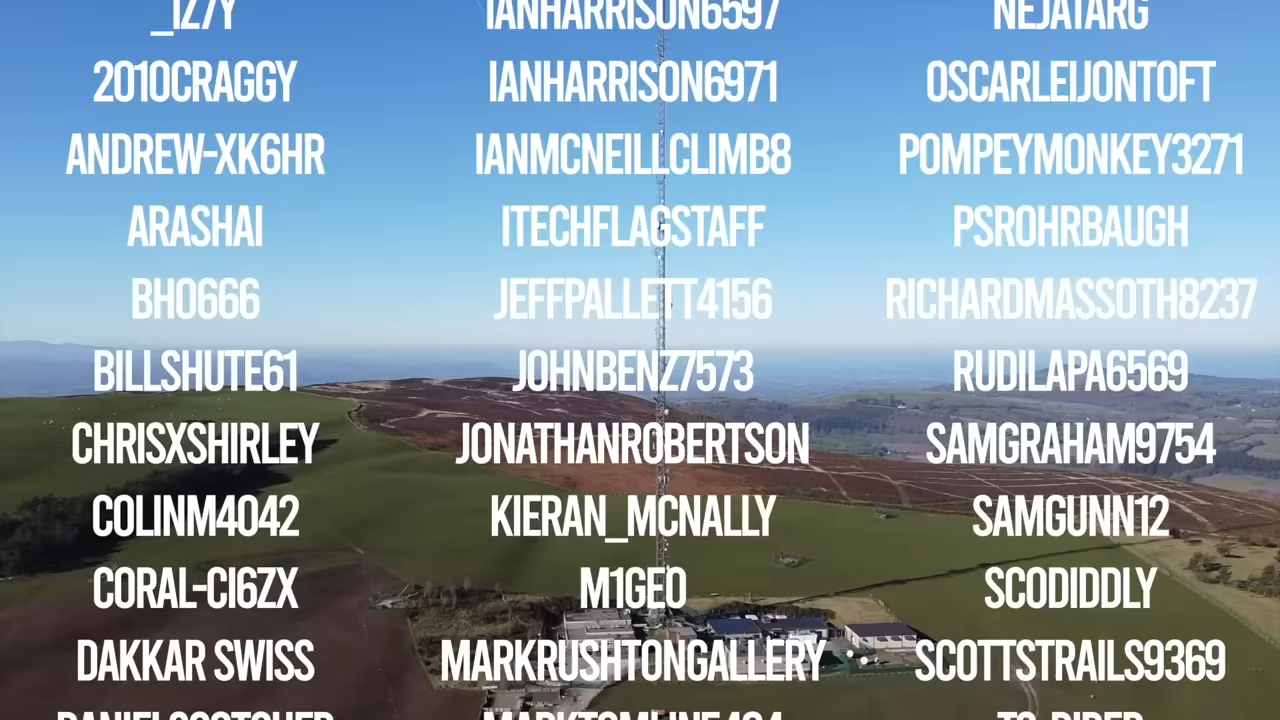 _IZ7Y IANHARRISON6597 NEJATARG
2010CRAGGY IANHARRISON6971 OSCARLEIJONTOFT
ANDREW-XK6HR IANMCNEILLCLIMB8 POMPEYMONKEY3271
ARASHAI ITECHFLAGSTAFF PSROHRBAUGH
BHO666 JEFFPALLETT4156 RICHARDMASSOTH8237
BILLSHUTE61 JOHNBENZ7573 RUDILAPA6569
CHRISXSHIRLEY JONATHANROBERTSON SAMGRAHAM9754
COLINM4042 KIERAN_MCNALLY SAMGUNN12
CORAL-CI6ZX M1GEO SCODIDDLY
DAKKAR SWISS MARKRUSHTONGALLERY SCOTTSTRAILS9369